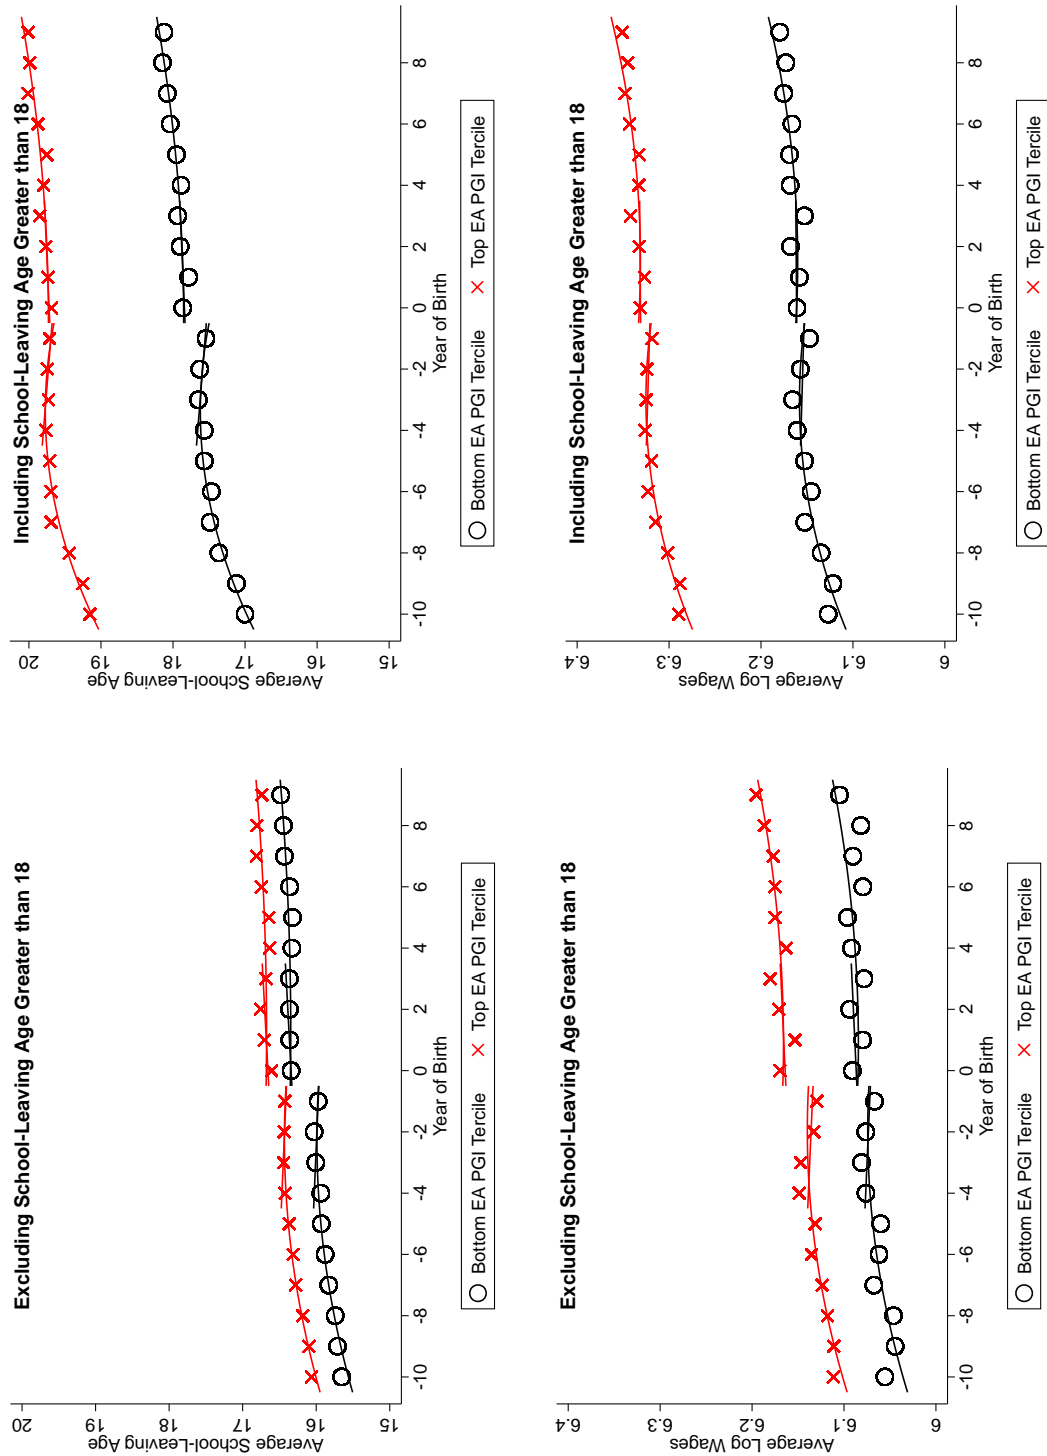 Excluding School-Leaving Age Greater than 18
Average School-Leaving Age
20
19
18
17
16
15
-10 -8 -6 -4 -2 0 2 4 6 8
Year of Birth
Bottom EA PGI Tercile Top EA PGI Tercile
Including School-Leaving Age Greater than 18
Average School-Leaving Age
20
19
18
17
16
15
-10 -8 -6 -4 -2 0 2 4 6 8
Year of Birth
Bottom EA PGI Tercile Top EA PGI Tercile
Excluding School-Leaving Age Greater than 18
Average Log Wages
6.4
6.3
6.2
6.1
6
-10 -8 -6 -4 -2 0 2 4 6 8
Year of Birth
Bottom EA PGI Tercile Top EA PGI Tercile
Including School-Leaving Age Greater than 18
Average Log Wages
6.4
6.3
6.2
6.1
6
-10 -8 -6 -4 -2 0 2 4 6 8
Year of Birth
Bottom EA PGI Tercile Top EA PGI Tercile